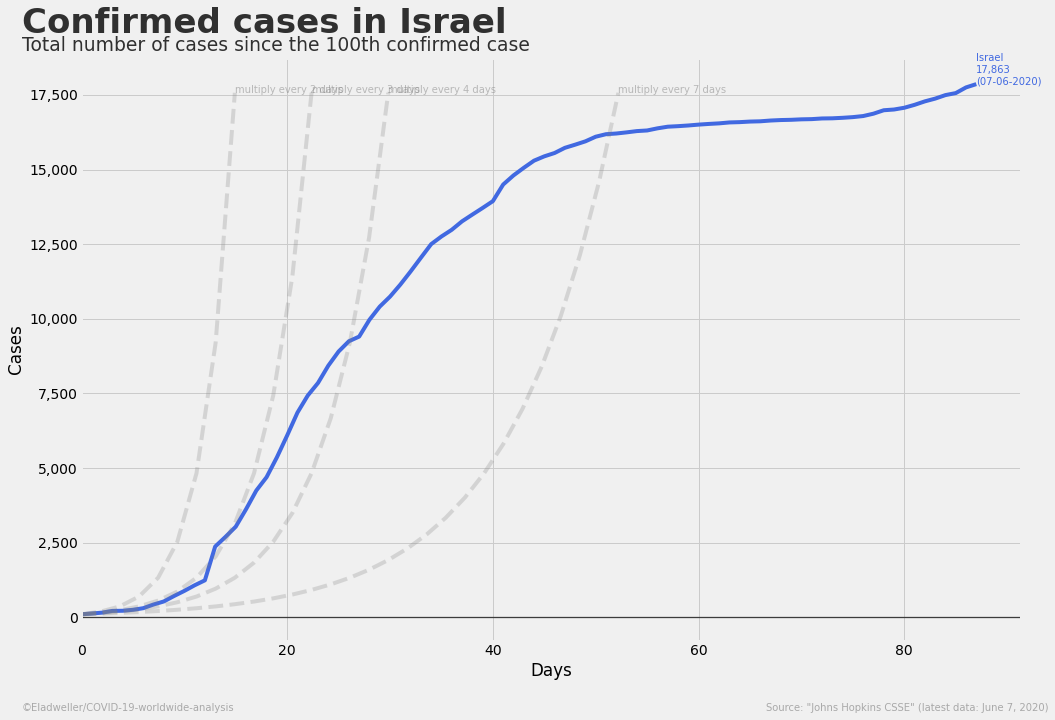 Confirmed cases in Israel
Total number of cases since the 100th confirmed case
Israel
17,863
(07-06-2020)
multiply every 2 days
multiply every 3 days
multiply every 4 days
multiply every 7 days
17,500
15,000
12,500
10,000
7,500
5,000
2,500
0
Cases
0 20 40 60 80
Days
©Eladweller/COVID-19-worldwide-analysis
Source: "Johns Hopkins CSSE" (latest data: June 7, 2020)